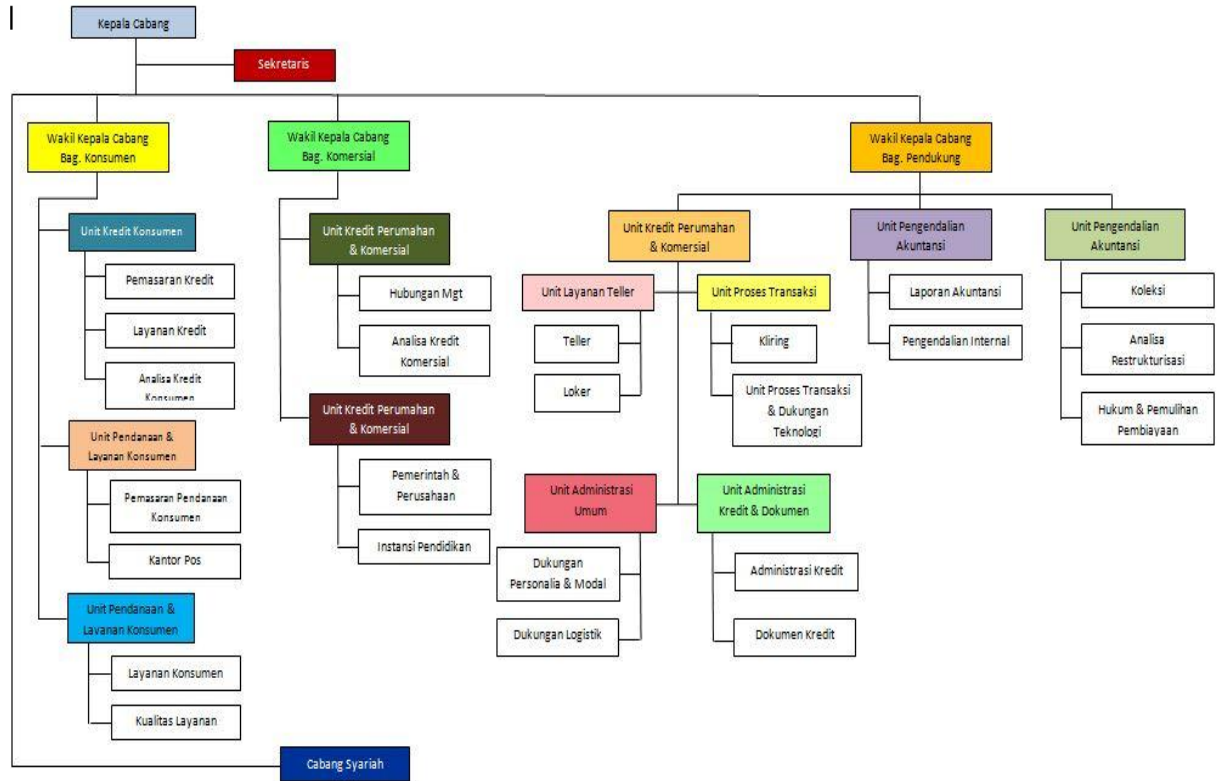 Kepala Cabang
Sekretaris
Wakil Kepala Cabang
Bag. Konsumen
Wakil Kepala Cabang
Bag. Komersial
Wakil Kepala Cabang
Bag. Pendukung
Unit Kredit Konsumen
Pemasaran Kredit
Layanan Kredit
Analisa Kredit
Konsumen
Unit Pendanaan &
Layanan Konsumen
Pemasaran Pendanaan
Konsumen
Kantor Pos
Unit Pendanaan &
Layanan Konsumen
Layanan Konsumen
Kualitas Layanan
Unit Kredit Perumahan
& Komersial
Hubungan Mgt
Analisa Kredit
Komersial
Unit Kredit Perumahan
& Komersial
Pemerintah &
Perusahaan
Instansi Pendidikan
Unit Kredit Perumahan
& Komersial
Unit Layanan Teller
Teller
Loker
Unit Proses Transaksi
Kliring
Unit Proses Transaksi
& Dukungan
Teknologi
Unit Administrasi
Umum
Dukungan
Personalia & Modal
Dukungan Logistik
Unit Administrasi
Kredit & Dokumen
Administrasi Kredit
Dokumen Kredit
Unit Pengendalian
Akuntansi
Laporan Akuntansi
Pengendalian Internal
Unit Pengendalian
Akuntansi
Koleksi
Analisa
Restrukturisasi
Hukum & Pemulihan
Pembiayaan
Cabang Syariah